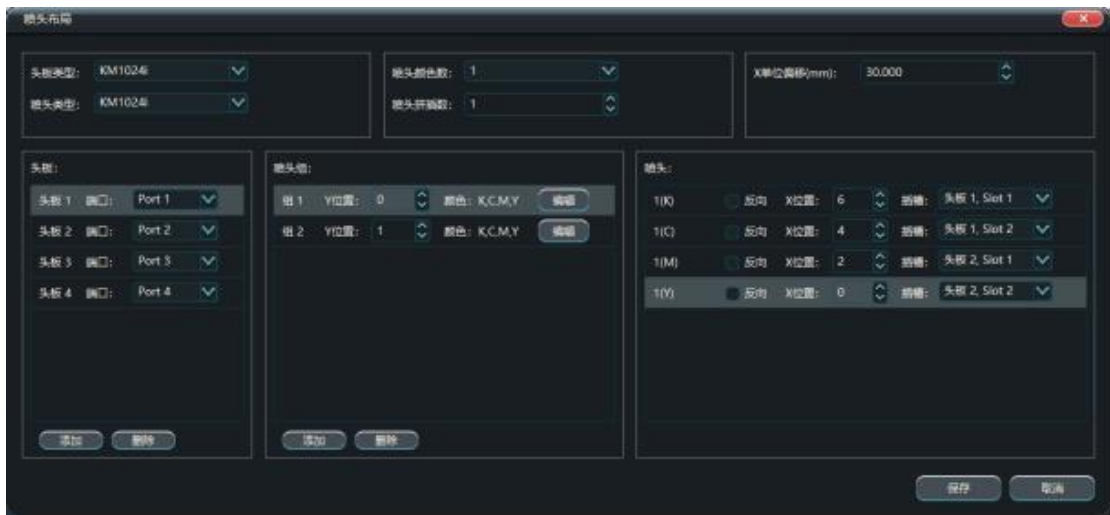 喷头布局
头板类型: KM1024i
喷头类型: KM1024i
喷头颜色数: 1
喷头拼插数: 1
X单位偏移(mm): 30.000
头板:
头板 1 端口: Port 1
头板 2 端口: Port 2
头板 3 端口: Port 3
头板 4 端口: Port 4
添加 删除
喷头组:
组 1 Y位置: 0 颜色: K,C,M,Y 编辑
组 2 Y位置: 1 颜色: K,C,M,Y 编辑
添加 删除
喷头:
1(K) 反向 X位置: 6 插槽: 头板 1, Slot 1
1(C) 反向 X位置: 4 插槽: 头板 1, Slot 2
1(M) 反向 X位置: 2 插槽: 头板 2, Slot 1
1(Y) 反向 X位置: 0 插槽: 头板 2, Slot 2
保存 取消